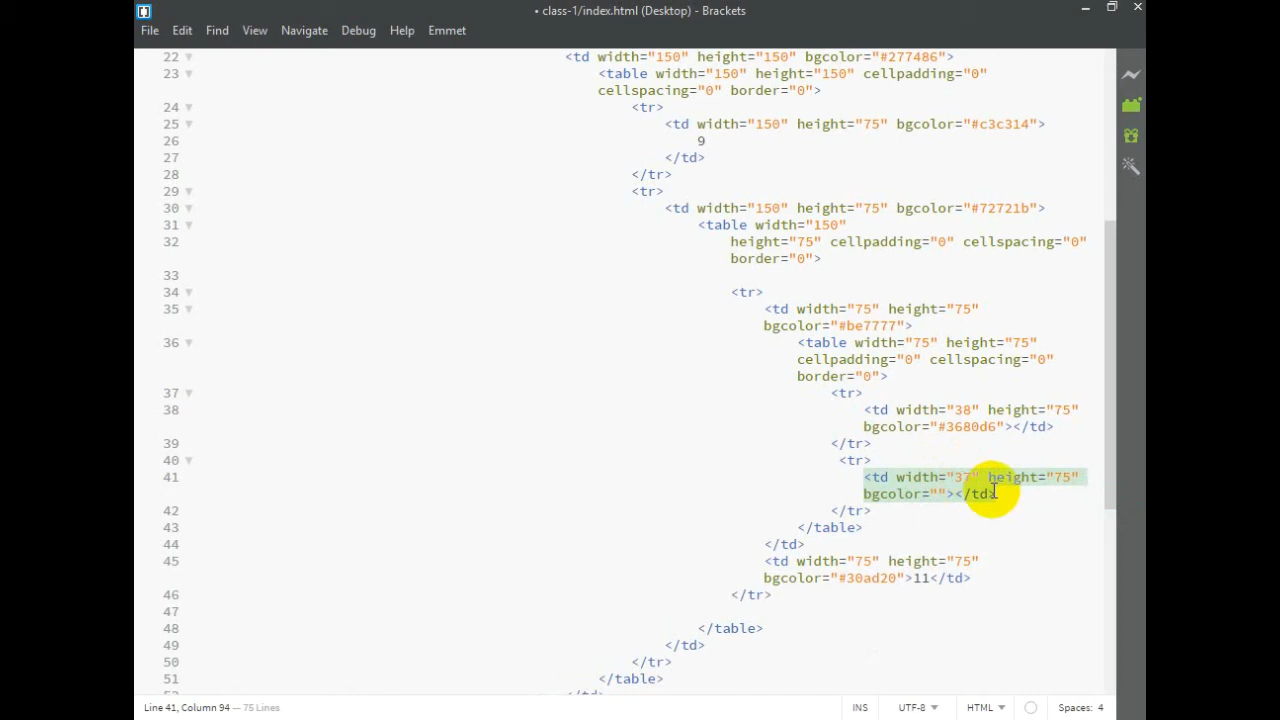 • class-1/index.html (Desktop) - Brackets
File Edit Find View Navigate Debug Help Emmet
22 <td width="150" height="150" bgcolor="#277486">
23 <table width="150" height="150" cellpadding="0"
cellspacing="0" border="0">
24 <tr>
25 <td width="150" height="75" bgcolor="#c3c314">
26 9
27 </td>
28 </tr>
29 <tr>
30 <td width="150" height="75" bgcolor="#72721b">
31 <table width="150"
32 height="75" cellpadding="0" cellspacing="0"
border="0">
33
34 <tr>
35 <td width="75" height="75"
bgcolor="#be7777">
36 <table width="75" height="75"
cellpadding="0" cellspacing="0"
border="0">
37 <tr>
38 <td width="38" height="75"
bgcolor="#3680d6"></td>
39 </tr>
40 <tr>
41 <td width="37" height="75"
bgcolor=""></td>
42 </tr>
43 </table>
44 </td>
45 <td width="75" height="75"
bgcolor="#30ad20">11</td>
46 </tr>
47
48 </table>
49 </td>
50 </tr>
51 </table>
Line 41, Column 94 — 75 Lines INS UTF-8 HTML Spaces: 4